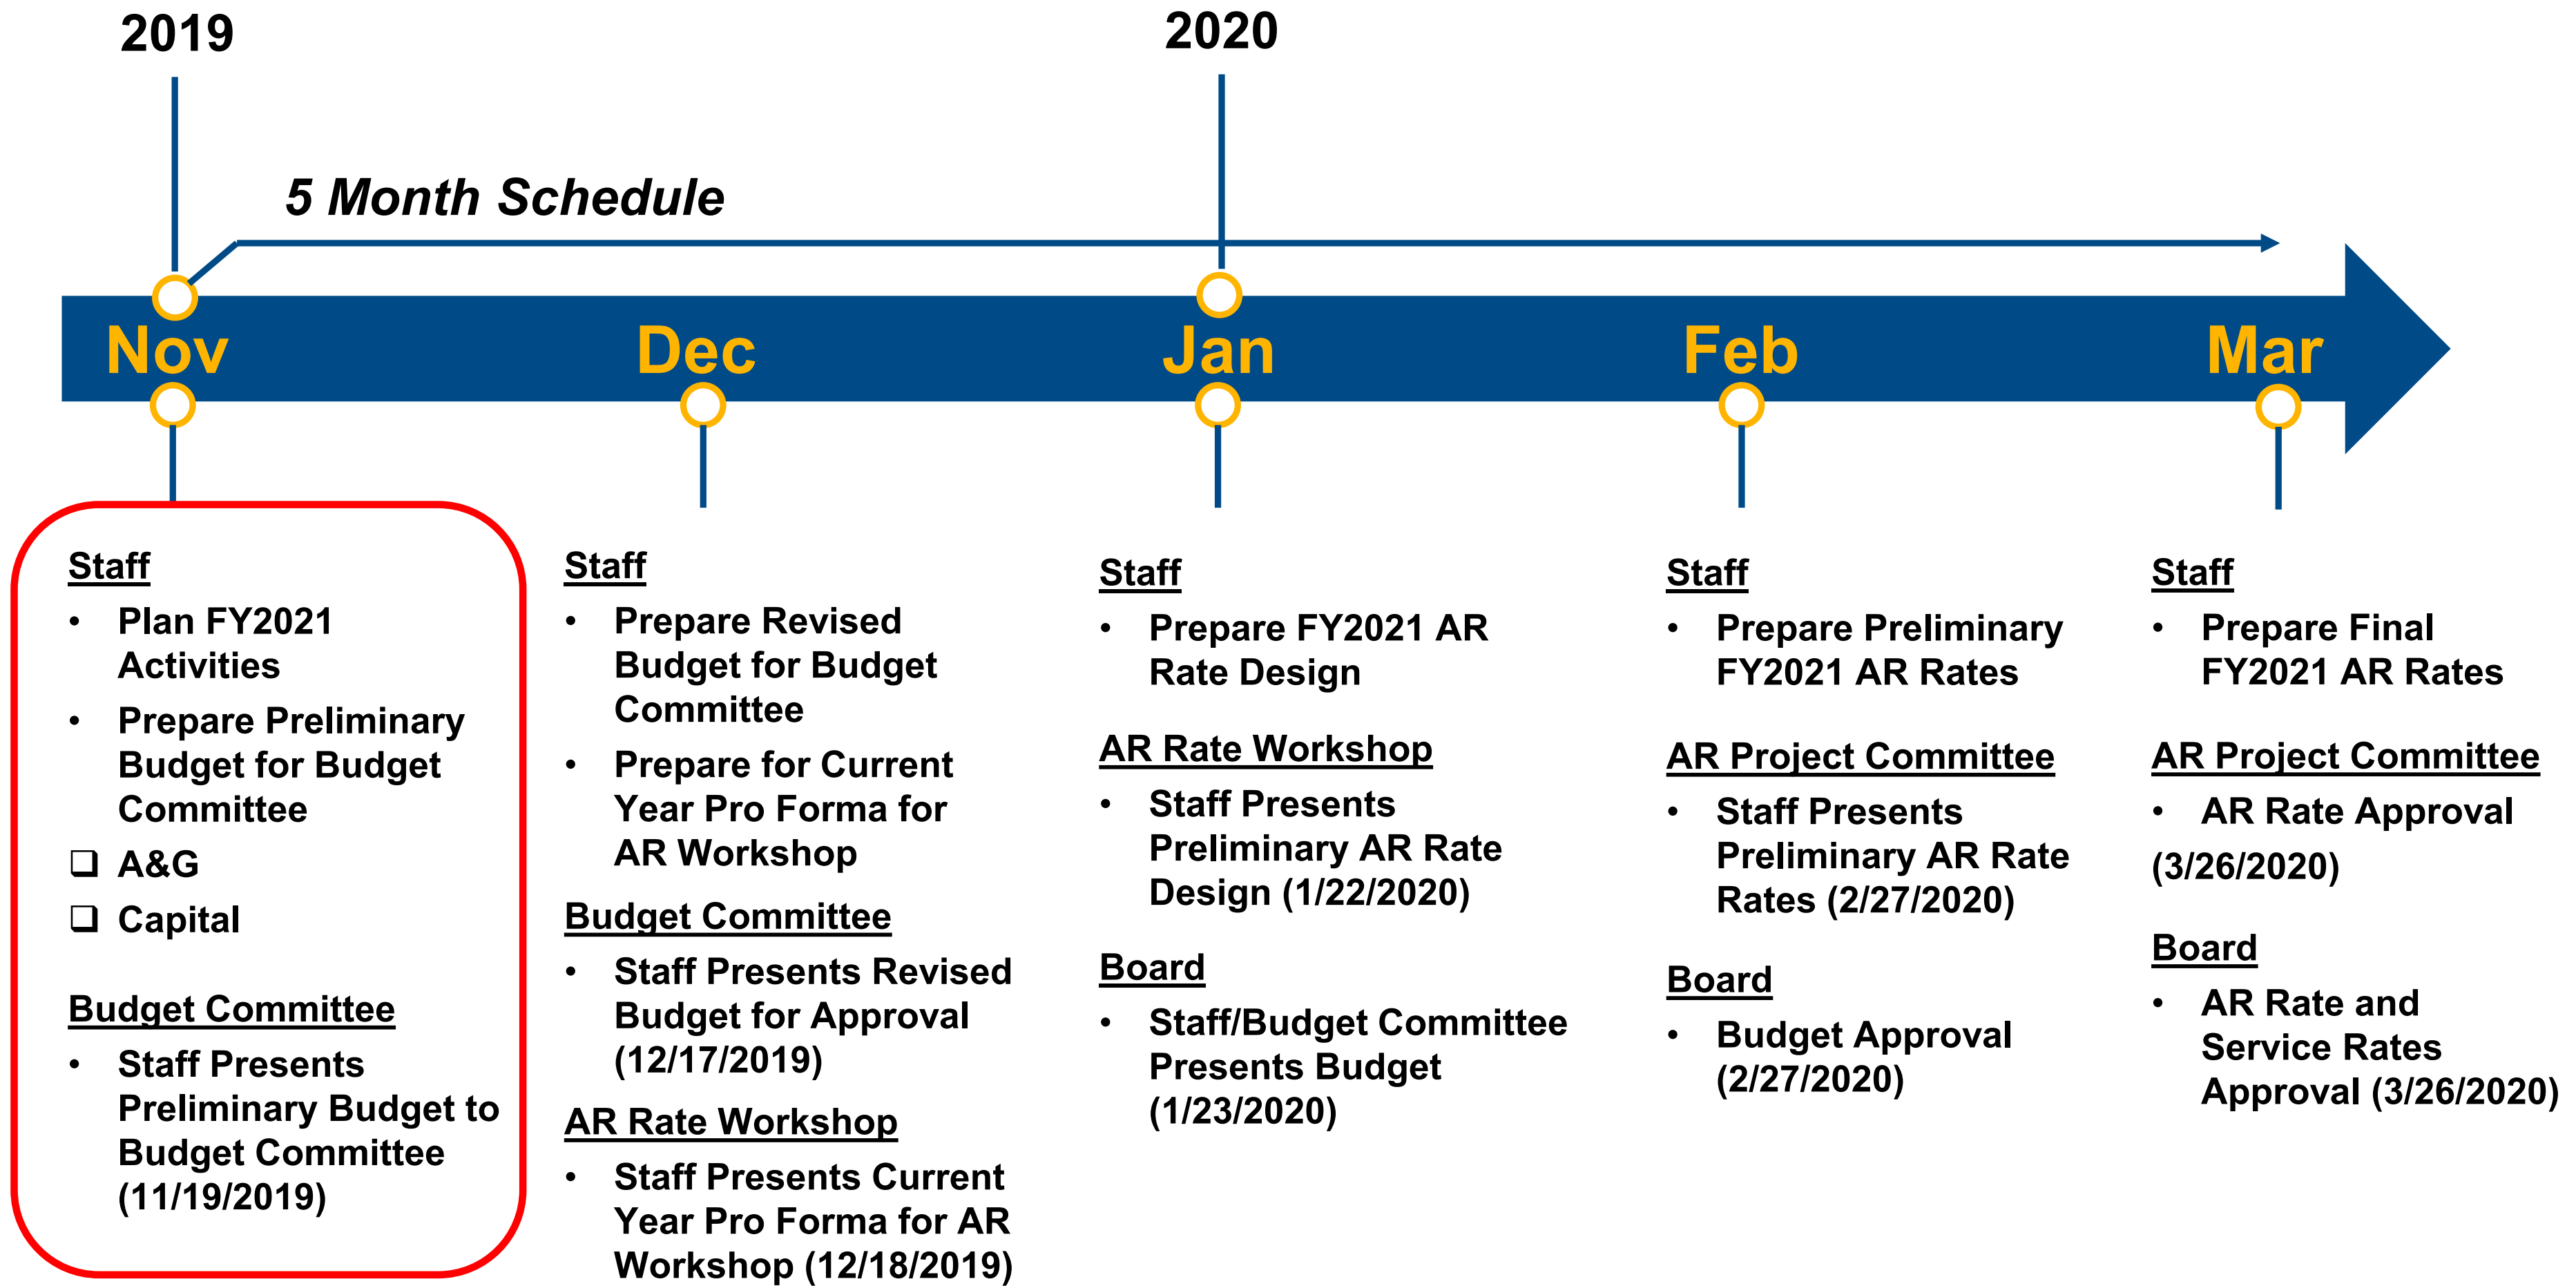 2019
2020
5 Month Schedule
Nov
Dec
Jan
Feb
Mar
Staff
• Plan FY2021
Activities
• Prepare Preliminary
Budget for Budget
Committee
❑ A&G
❑ Capital
Budget Committee
• Staff Presents
Preliminary Budget to
Budget Committee
(11/19/2019)
Staff
• Prepare Revised
Budget for Budget
Committee
• Prepare for Current
Year Pro Forma for
AR Workshop
Budget Committee
• Staff Presents Revised
Budget for Approval
(12/17/2019)
AR Rate Workshop
• Staff Presents Current
Year Pro Forma for AR
Workshop (12/18/2019)
Staff
• Prepare FY2021 AR
Rate Design
AR Rate Workshop
• Staff Presents
Preliminary AR Rate
Design (1/22/2020)
Board
• Staff/Budget Committee
Presents Budget
(1/23/2020)
Staff
• Prepare Preliminary
FY2021 AR Rates
AR Project Committee
• Staff Presents
Preliminary AR Rate
Rates (2/27/2020)
Board
• Budget Approval
(2/27/2020)
Staff
• Prepare Final
FY2021 AR Rates
AR Project Committee
• AR Rate Approval
(3/26/2020)
Board
• AR Rate and
Service Rates
Approval (3/26/2020)